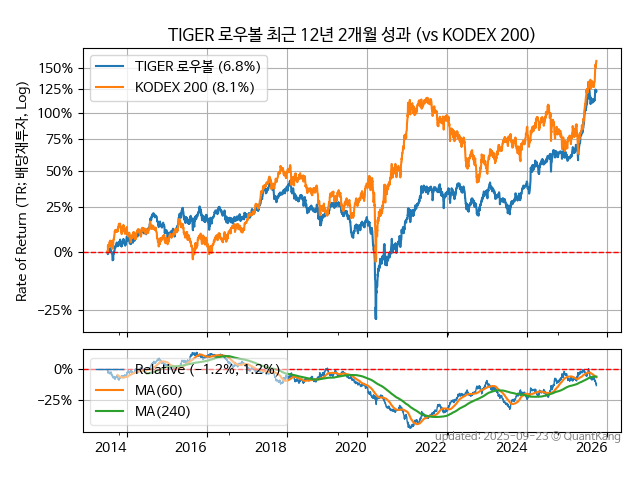 TIGER 로우볼 최근 12년 2개월 성과 (vs KODEX 200)
Rate of Return (TR: 배당재투자, Log)
150%
125%
100%
75%
50%
25%
0%
−25%
TIGER 로우볼 (6.8%)
KODEX 200 (8.1%)
0%
−25%
Relative (−1.2%, 1.2%)
MA(60)
MA(240)
updated: 2025-09-23 © QuantKang
2014 2016 2018 2020 2022 2024 2026